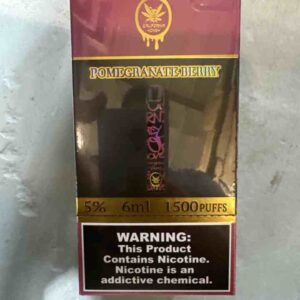 POMEGRANATE BERRY
5% 6ml 1500PUFFS
WARNING:
This Product
Contains Nicotine.
Nicotine is an
addictive chemical.